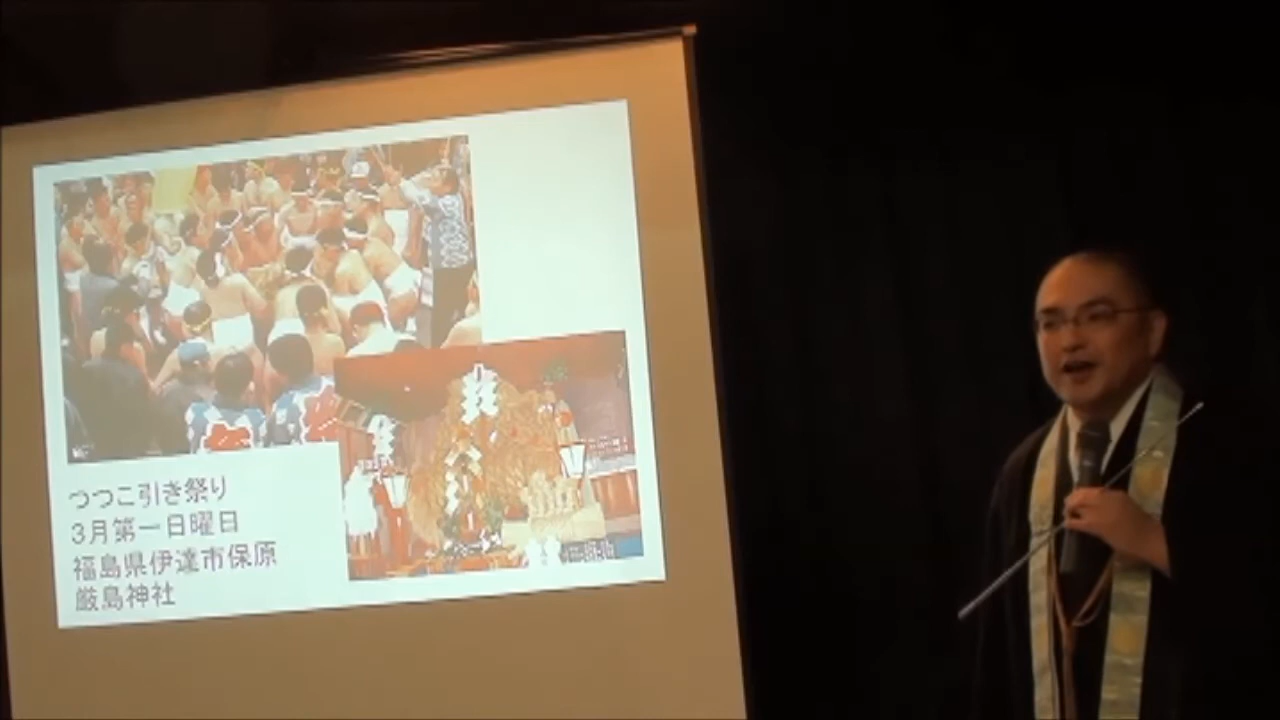 つつこ引き祭り
3月第一日曜日
福島県伊達市保原
厳島神社